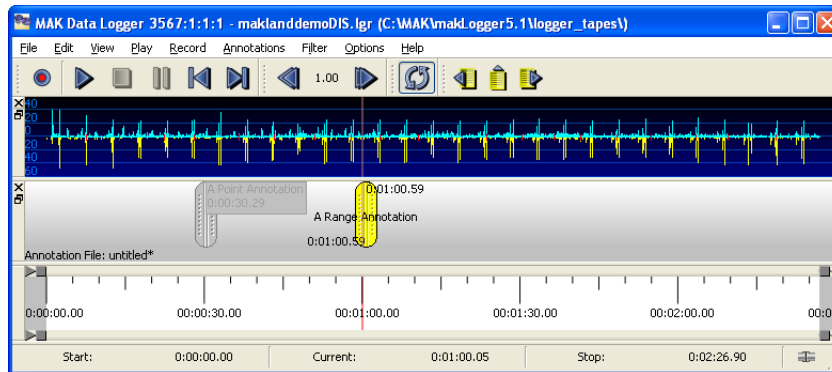 MAK Data Logger 3567:1:1:1 - maklanddemoDIS.lgr (C:\MAK\makLogger5.1\logger_tapes\)
File Edit View Play Record Annotations Filter Options Help
1.00
40
20
0
20
40
60
A Point Annotation
0:00:30.29
0:01:00.59
A Range Annotation
0:01:00.59
Annotation File: untitled*
0:00:00.00 00:00:30.00 00:01:00.00 00:01:30.00 00:02:00.00 00:0
Start: 0:00:00.00 Current: 0:01:00.05 Stop: 0:02:26.90